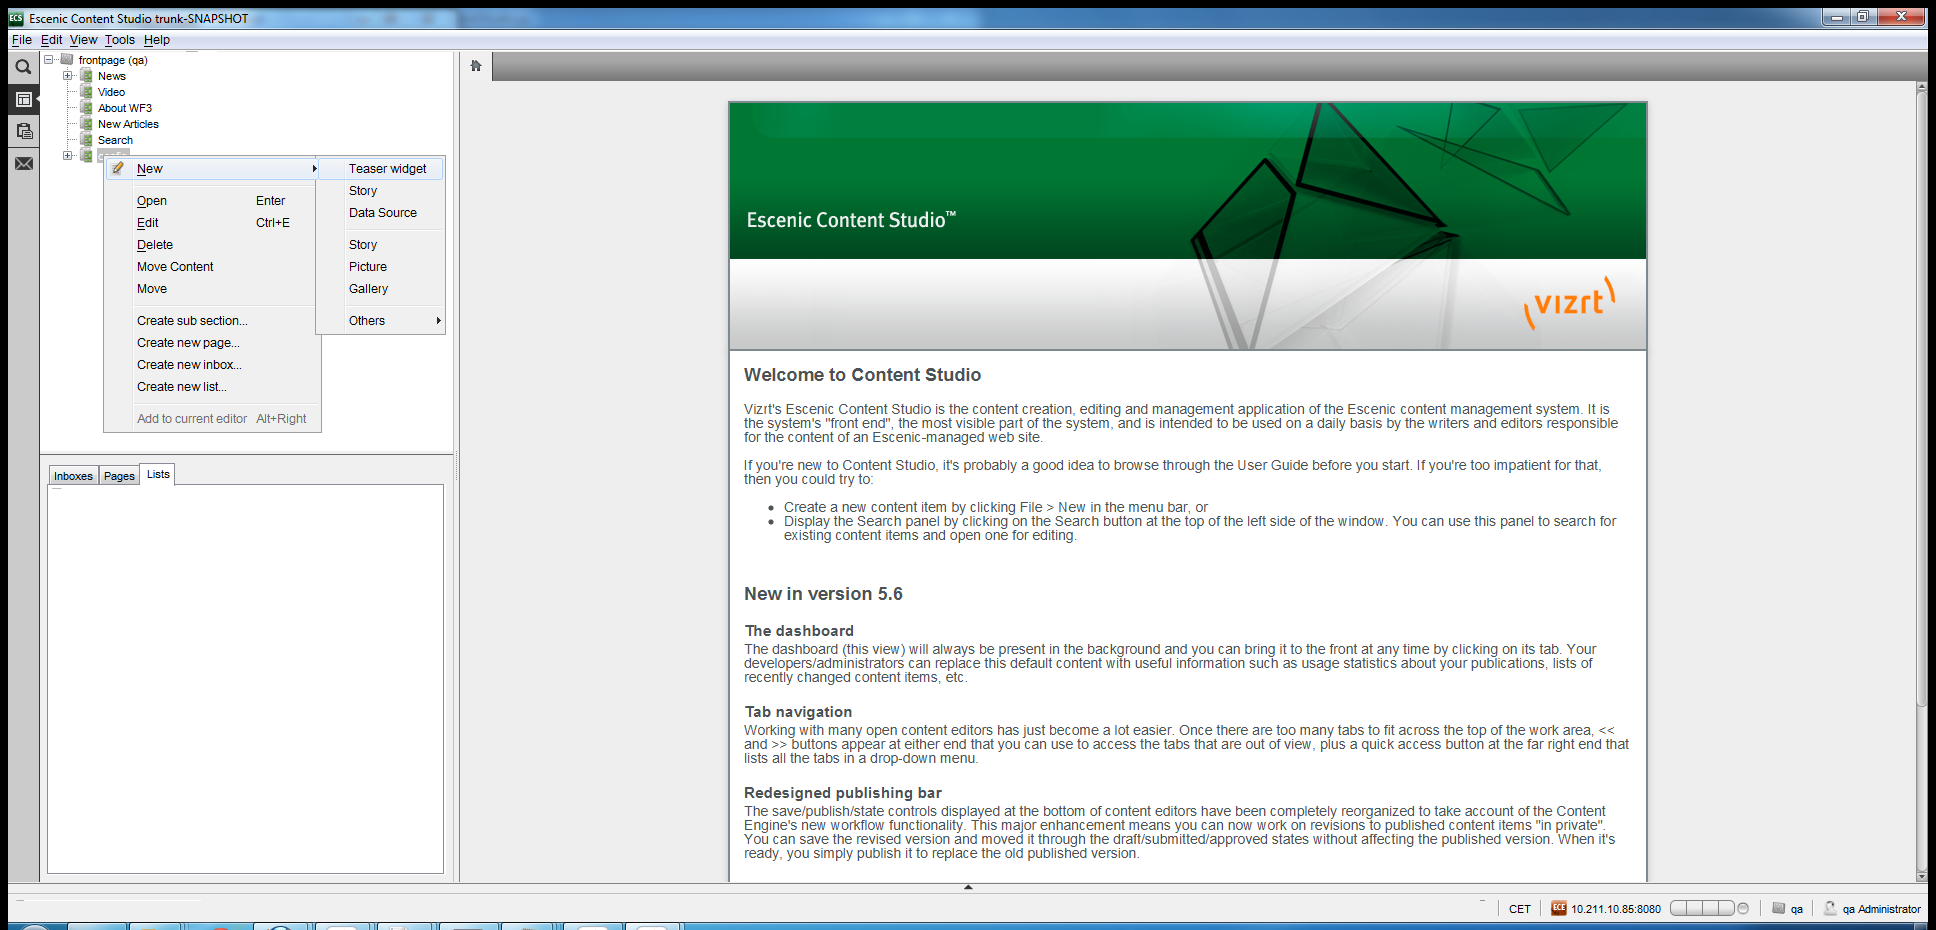 Escenic Content Studio trunk-SNAPSHOT
File Edit View Tools Help
frontpage (qa)
News
Video
About WF3
New Articles
Search
New
Open Enter
Edit Ctrl+E
Delete
Move Content
Move
Create sub section...
Create new page...
Create new inbox...
Create new list...
Add to current editor Alt+Right
Teaser widget
Story
Data Source
Story
Picture
Gallery
Others
Inboxes Pages Lists
Escenic Content Studio™
vizrt
Welcome to Content Studio
Vizrt's Escenic Content Studio is the content creation, editing and management application of the Escenic content management system. It is
the system's "front end", the most visible part of the system, and is intended to be used on a daily basis by the writers and editors responsible
for the content of an Escenic-managed web site.
If you're new to Content Studio, it's probably a good idea to browse through the User Guide before you start. If you're too impatient for that,
then you could try to:
• Create a new content item by clicking File > New in the menu bar, or
• Display the Search panel by clicking on the Search button at the top of the left side of the window. You can use this panel to search for
existing content items and open one for editing.
New in version 5.6
The dashboard
The dashboard (this view) will always be present in the background and you can bring it to the front at any time by clicking on its tab. Your
developers/administrators can replace this default content with useful information such as usage statistics about your publications, lists of
recently changed content items, etc.
Tab navigation
Working with many open content editors has just become a lot easier. Once there are too many tabs to fit across the top of the work area, <<
and >> buttons appear at either end that you can use to access the tabs that are out of view, plus a quick access button at the far right end that
lists all the tabs in a drop-down menu.
Redesigned publishing bar
The save/publish/state controls displayed at the bottom of content editors have been completely reorganized to take account of the Content
Engine's new workflow functionality. This major enhancement means you can now work on revisions to published content items "in private".
You can save the revised version and moved it through the draft/submitted/approved states without affecting the published version. When it's
ready, you simply publish it to replace the old published version.
CET ECE 10.211.10.85:8080 qa qa Administrator